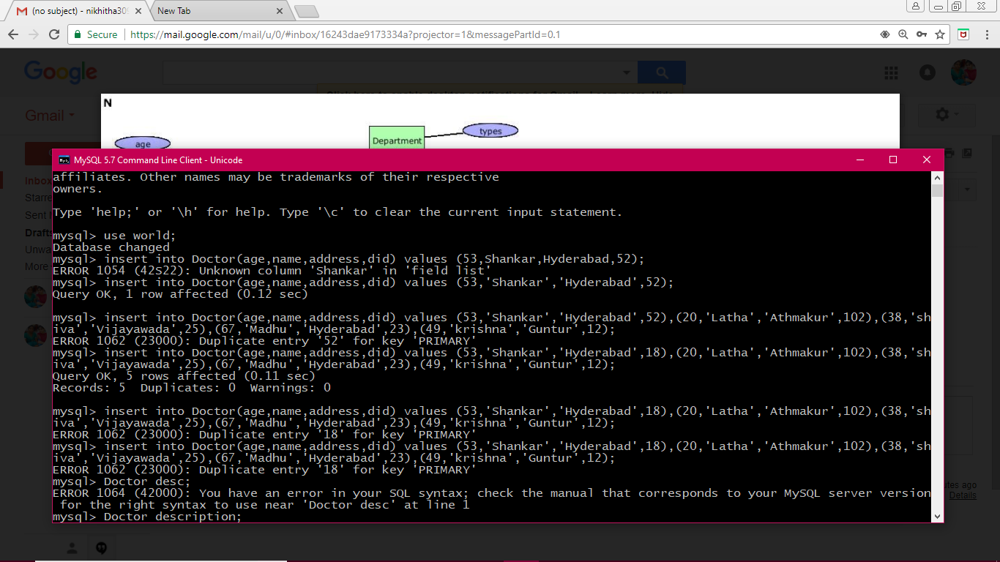 (no subject) - nikhitha309
New Tab
Secure
https://mail.google.com/mail/u/0/#inbox/16243dae9173334a?projector=1&messagePartId=0.1
Google
Gmail
N
age
Department
types
Inbox
Starre
Sent
Drafts
Unwa
More
utes ago
Details
MySQL 5.7 Command Line Client - Unicode
affiliates. Other names may be trademarks of their respective
owners.
Type 'help;' or '\h' for help. Type '\c' to clear the current input statement.
mysql> use world;
Database changed
mysql> insert into Doctor(age,name,address,did) values (53,Shankar,Hyderabad,52);
ERROR 1054 (42S22): Unknown column 'Shankar' in 'field list'
mysql> insert into Doctor(age,name,address,did) values (53,'Shankar','Hyderabad',52);
Query OK, 1 row affected (0.12 sec)
mysql> insert into Doctor(age,name,address,did) values (53,'Shankar','Hyderabad',52),(20,'Latha','Athmakur',102),(38,'sh
iva','Vijayawada',25),(67,'Madhu','Hyderabad',23),(49,'krishna','Guntur',12);
ERROR 1062 (23000): Duplicate entry '52' for key 'PRIMARY'
mysql> insert into Doctor(age,name,address,did) values (53,'Shankar','Hyderabad',18),(20,'Latha','Athmakur',102),(38,'sh
iva','Vijayawada',25),(67,'Madhu','Hyderabad',23),(49,'krishna','Guntur',12);
Query OK, 5 rows affected (0.11 sec)
Records: 5  Duplicates: 0  Warnings: 0
mysql> insert into Doctor(age,name,address,did) values (53,'Shankar','Hyderabad',18),(20,'Latha','Athmakur',102),(38,'sh
iva','Vijayawada',25),(67,'Madhu','Hyderabad',23),(49,'krishna','Guntur',12);
ERROR 1062 (23000): Duplicate entry '18' for key 'PRIMARY'
mysql> insert into Doctor(age,name,address,did) values (53,'Shankar','Hyderabad',18),(20,'Latha','Athmakur',102),(38,'sh
iva','Vijayawada',25),(67,'Madhu','Hyderabad',23),(49,'krishna','Guntur',12);
ERROR 1062 (23000): Duplicate entry '18' for key 'PRIMARY'
mysql> Doctor desc;
ERROR 1064 (42000): You have an error in your SQL syntax; check the manual that corresponds to your MySQL server version
 for the right syntax to use near 'Doctor desc' at line 1
mysql> Doctor description;